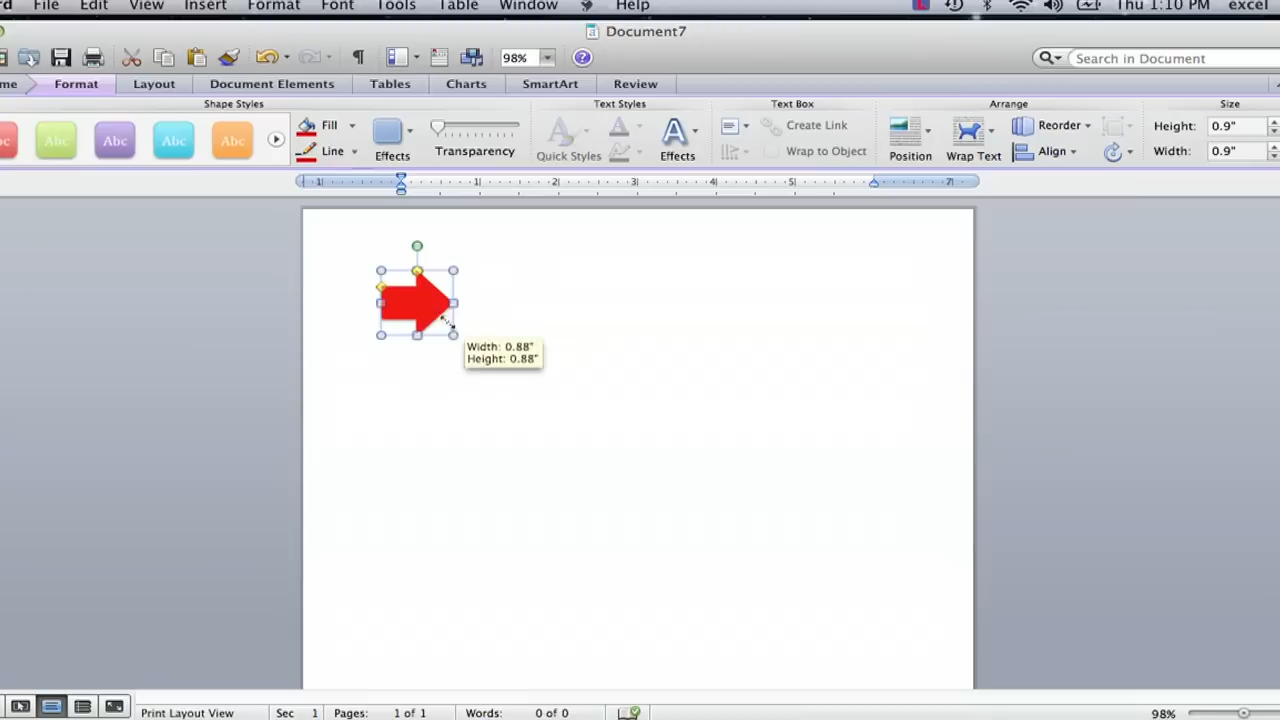 rd File Edit View Insert Format Font Tools Table Window Help Thu 1:10 PM excel
Document7
98% ? Search in Document
me Format Layout Document Elements Tables Charts SmartArt Review
Shape Styles Text Styles Text Box Arrange Size
bc Abc Abc Abc Abc Fill Line Effects Transparency Quick Styles A Effects Create Link Wrap to Object Position Wrap Text Reorder Align Height: 0.9" Width: 0.9"
1 1 2 3 4 5 7
Width: 0.88"
Height: 0.88"
Print Layout View Sec 1 Pages: 1 of 1 Words: 0 of 0 98%